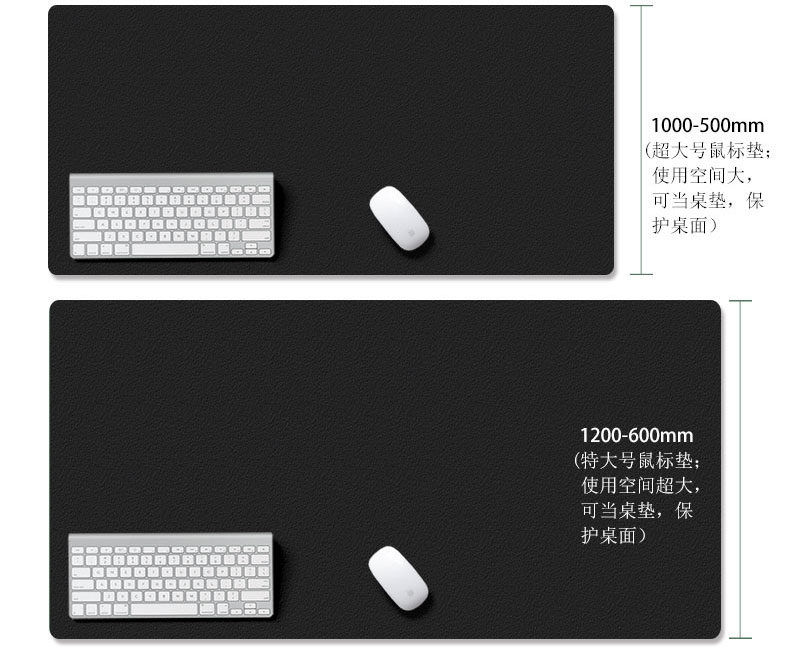 1000-500mm
(超大号鼠标垫；
使用空间大，
可当桌垫，保
护桌面）
1200-600mm
(特大号鼠标垫；
使用空间超大，
可当桌垫，保
护桌面）